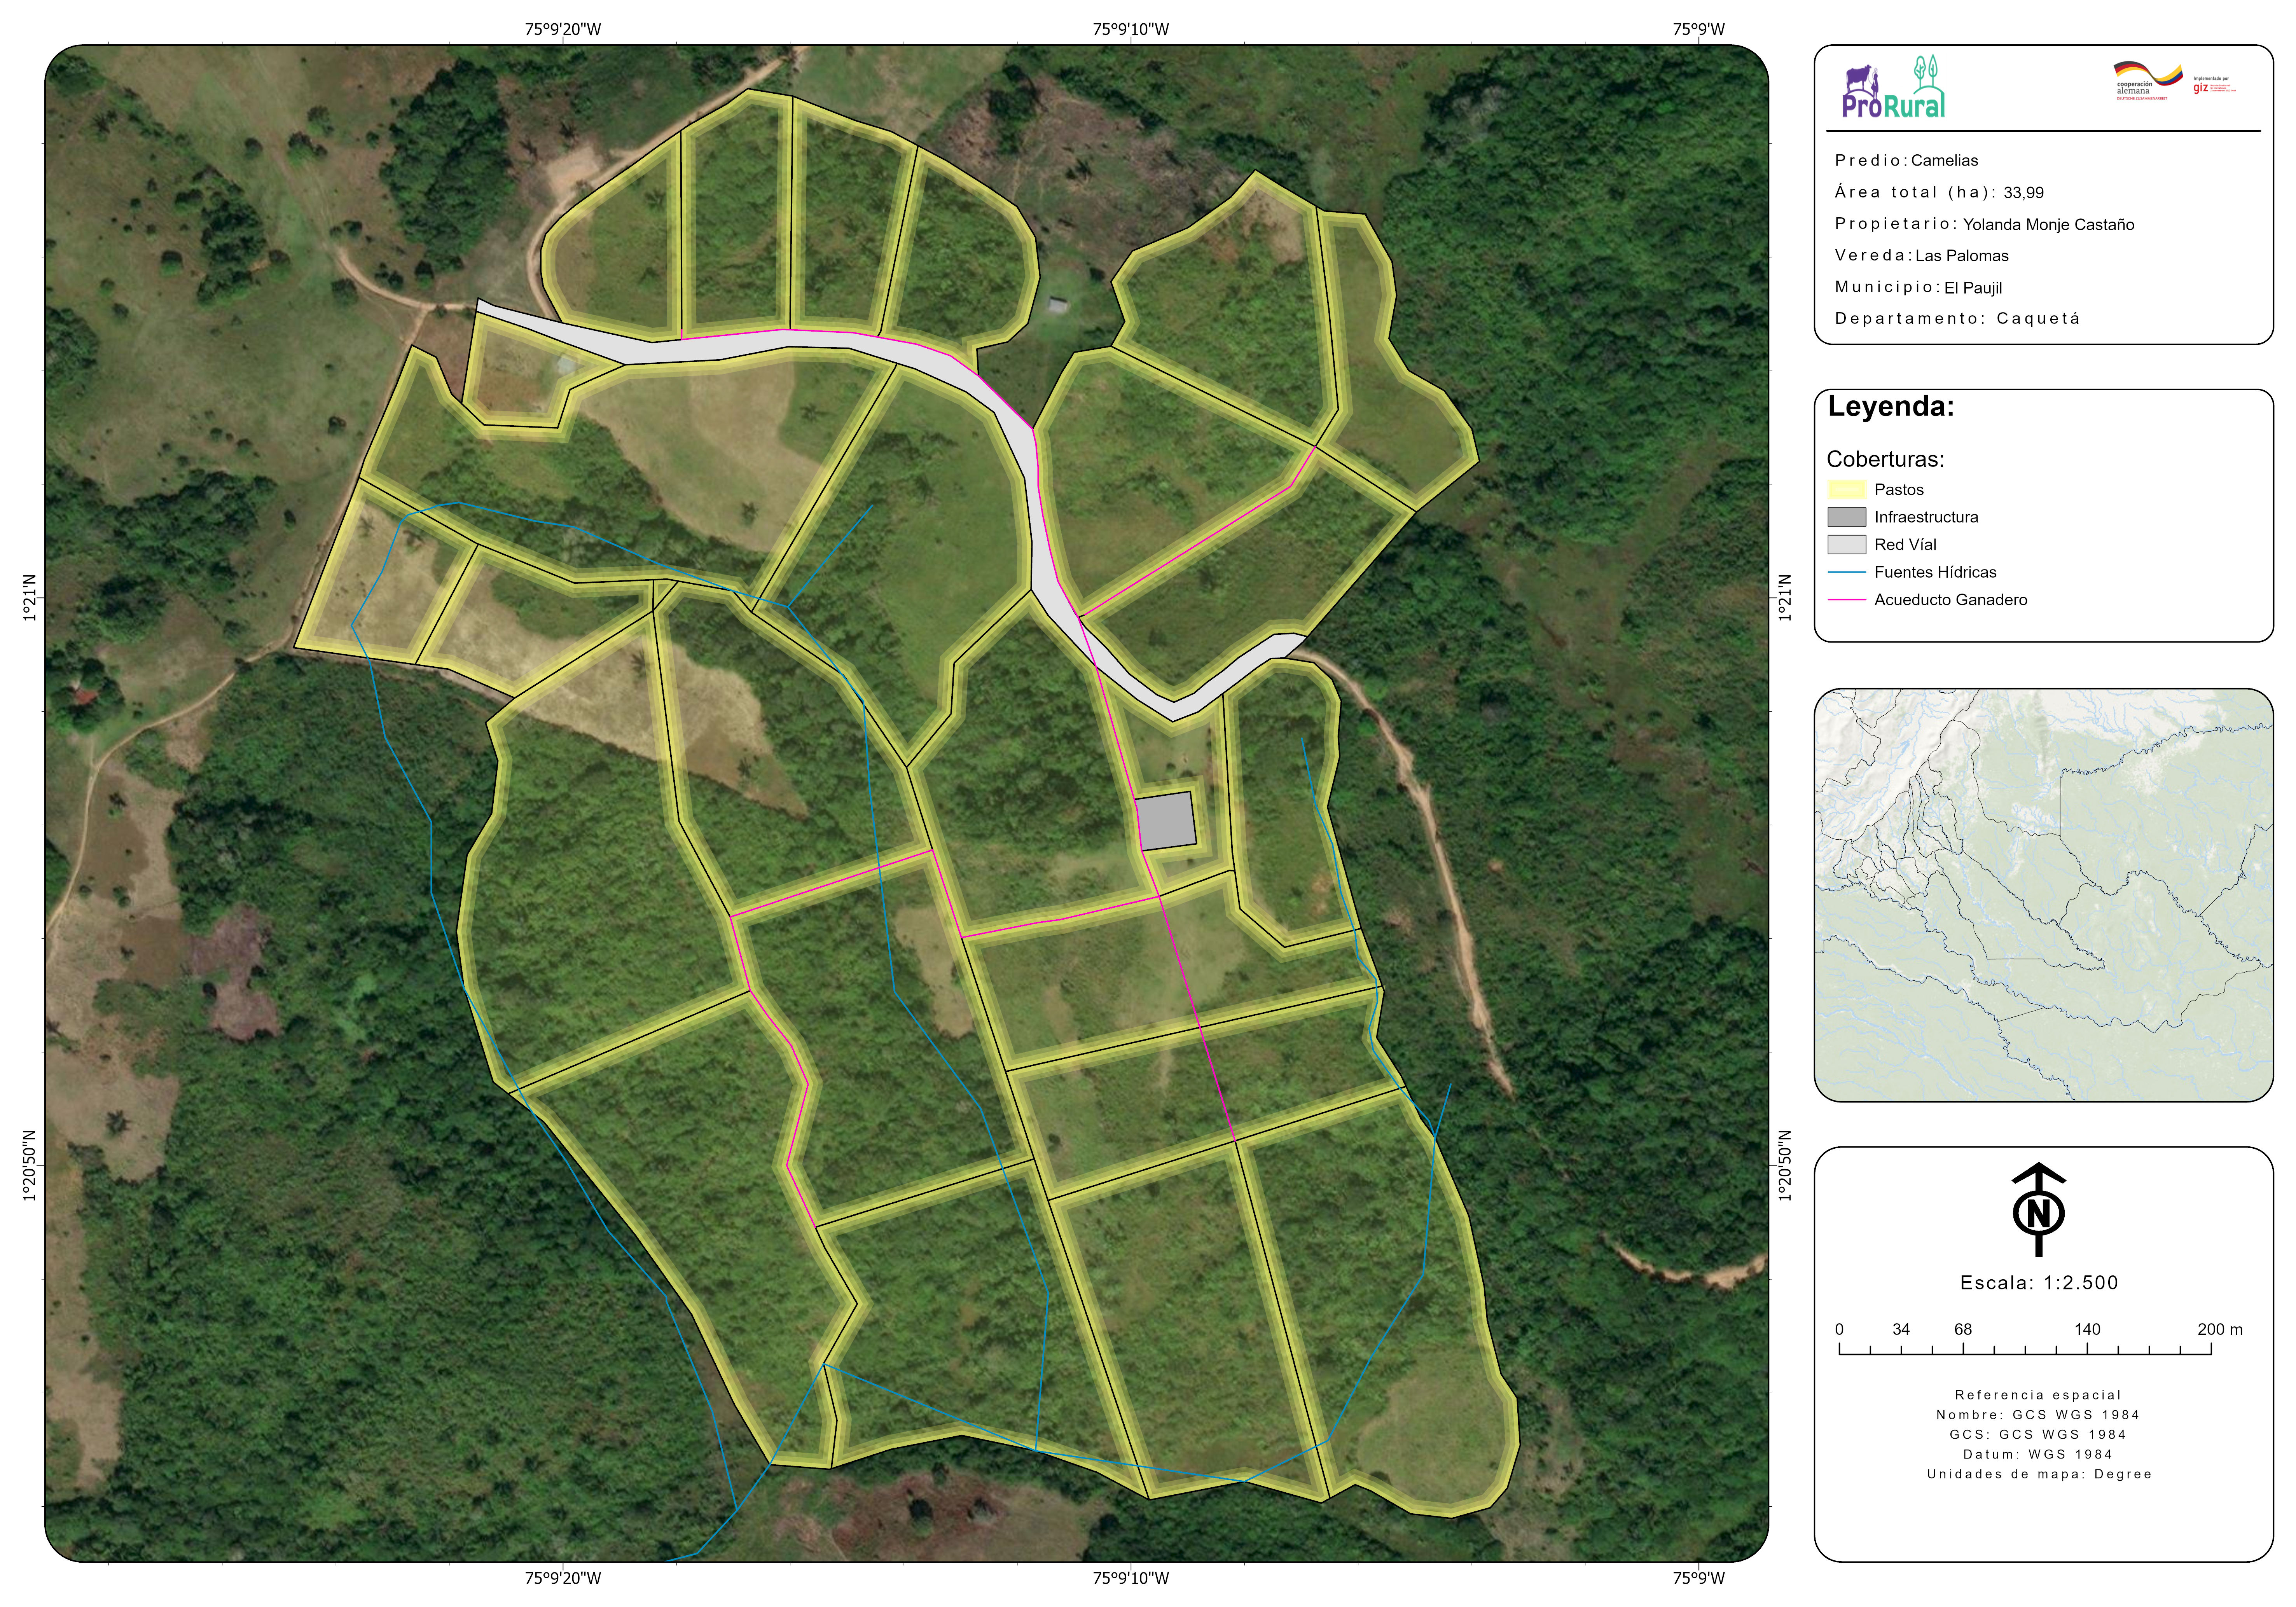 75°9'20"W
75°9'10"W
75°9'W
1°21'N
1°20'50"N
1°21'N
1°20'50"N
75°9'20"W
75°9'10"W
75°9'W
ProRural
cooperación
alemana
DEUTSCHE ZUSAMMENARBEIT
Implementada por
giz
Predio: Camelias
Área total (ha): 33,99
Propietario: Yolanda Monje Castaño
Vereda: Las Palomas
Municipio: El Paujil
Departamento: Caquetá
Leyenda:
Coberturas:
Pastos
Infraestructura
Red Víal
Fuentes Hídricas
Acueducto Ganadero
N
Escala: 1:2.500
0 34 68 140 200 m
Referencia espacial
Nombre: GCS WGS 1984
GCS: GCS WGS 1984
Datum: WGS 1984
Unidades de mapa: Degree